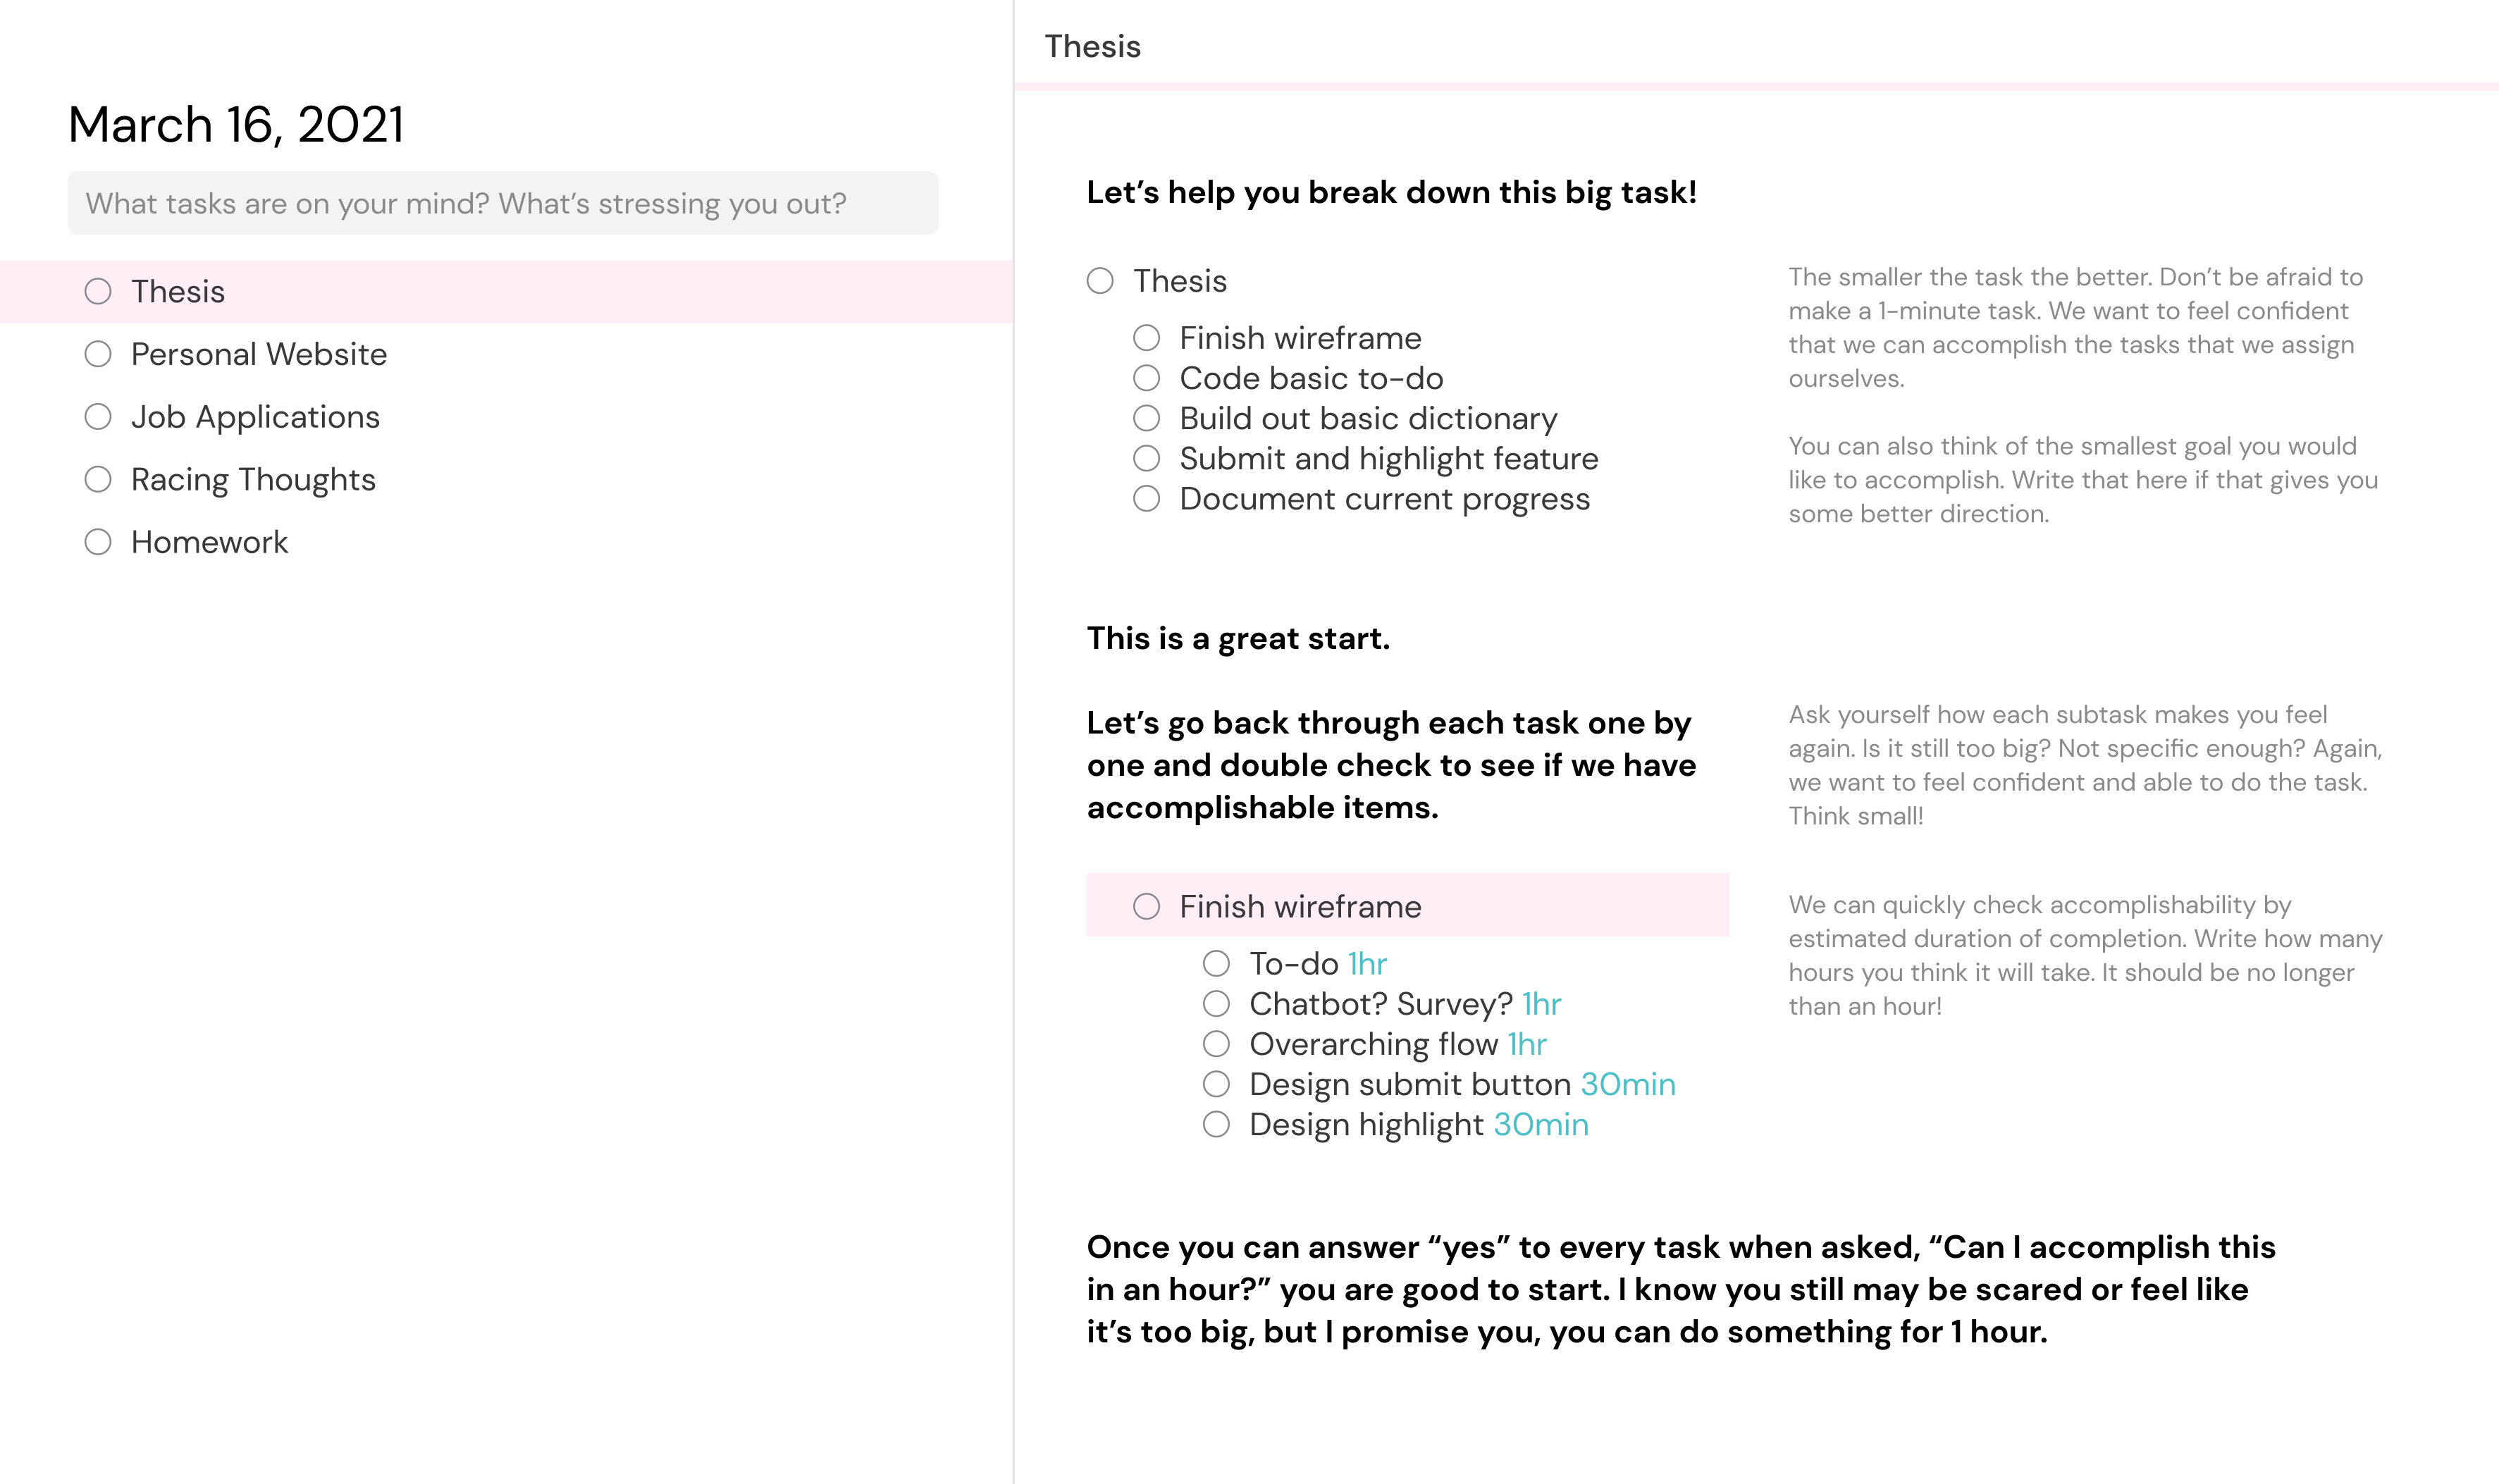 March 16, 2021
What tasks are on your mind? What’s stressing you out?
Thesis
Personal Website
Job Applications
Racing Thoughts
Homework
Thesis
Let’s help you break down this big task!
Thesis
Finish wireframe
Code basic to-do
Build out basic dictionary
Submit and highlight feature
Document current progress
The smaller the task the better. Don’t be afraid to
make a 1-minute task. We want to feel confident
that we can accomplish the tasks that we assign
ourselves.
You can also think of the smallest goal you would
like to accomplish. Write that here if that gives you
some better direction.
This is a great start.
Let’s go back through each task one by
one and double check to see if we have
accomplishable items.
Ask yourself how each subtask makes you feel
again. Is it still too big? Not specific enough? Again,
we want to feel confident and able to do the task.
Think small!
Finish wireframe
To-do 1hr
Chatbot? Survey? 1hr
Overarching flow 1hr
Design submit button 30min
Design highlight 30min
We can quickly check accomplishability by
estimated duration of completion. Write how many
hours you think it will take. It should be no longer
than an hour!
Once you can answer “yes” to every task when asked, “Can I accomplish this
in an hour?” you are good to start. I know you still may be scared or feel like
it’s too big, but I promise you, you can do something for 1 hour.